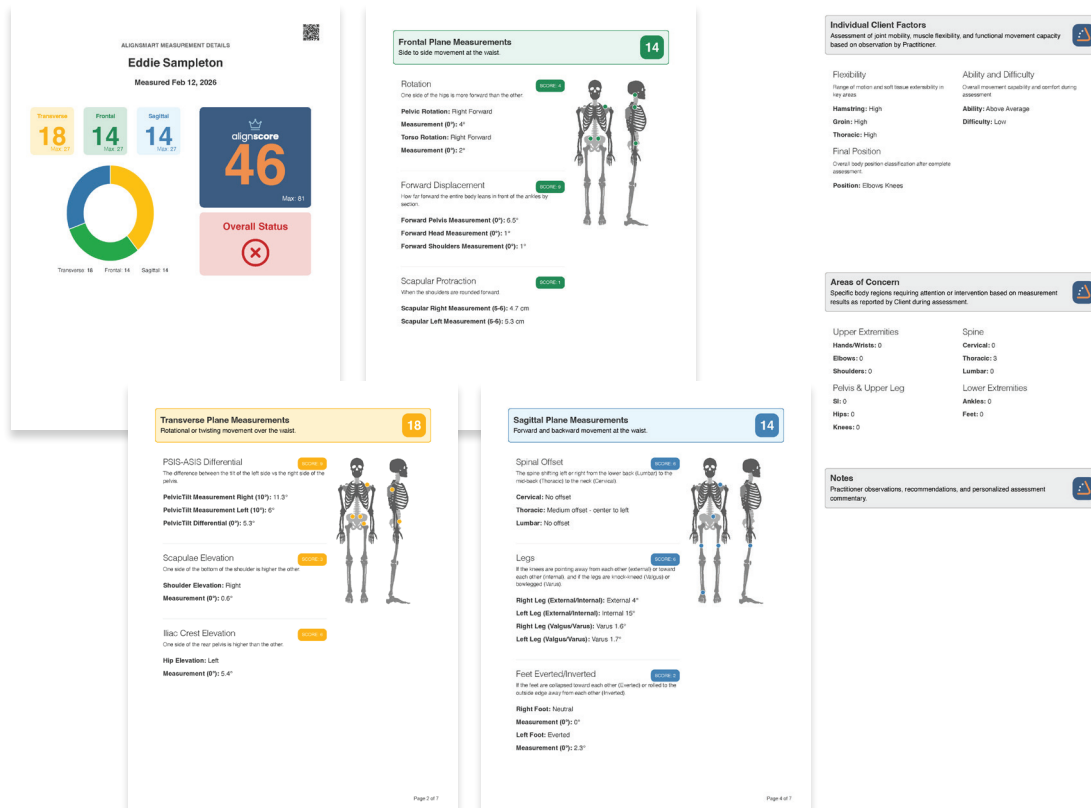 ALIGNSMART MEASUREMENT DETAILS
Eddie Sampleton
Measured Feb 12, 2026
Transverse
18
Max: 27
Frontal
14
Max: 27
Sagittal
14
Max: 27
alignscore
46
Max: 81
Overall Status
Transverse: 18 Frontal: 14 Sagittal: 14
Frontal Plane Measurements
Side to side movement at the waist.
14
Rotation
SCORE: 4
One side of the hips is more forward than the other.
Pelvic Rotation: Right Forward
Measurement (0°): 4°
Torso Rotation: Right Forward
Measurement (0°): 2°
Forward Displacement
How far forward the entire body leans in front of the ankles by
section.
Forward Pelvis Measurement (0°): 6.5°
Forward Head Measurement (0°): 1°
Forward Shoulders Measurement (0°): 1°
Scapular Protraction
SCORE: 1
When the shoulders are rounded forward.
Scapular Right Measurement (5-6): 4.7 cm
Scapular Left Measurement (5-6): 5.3 cm
Individual Client Factors
Assessment of joint mobility, muscle flexibility, and functional movement capacity
based on observation by Practitioner.
Flexibility
Range of motion and soft tissue extensibility in
key areas
Hamstring: High
Groin: High
Thoracic: High
Final Position
Overall body position classification after complete
assessment
Position: Elbows Knees
Ability and Difficulty
Overall movement capability and comfort during
assessment
Ability: Above Average
Difficulty: Low
Areas of Concern
Specific body regions requiring attention or intervention based on measurement
results as reported by Client during assessment.
Upper Extremities
Hands/Wrists: 0
Elbows: 0
Shoulders: 0
Spine
Cervical: 0
Thoracic: 3
Lumbar: 0
Pelvis & Upper Leg
SI: 0
Hips: 0
Knees: 0
Lower Extremities
Ankles: 0
Feet: 0
Notes
Practitioner observations, recommendations, and personalized assessment
commentary.
Transverse Plane Measurements
Rotational or twisting movement over the waist.
18
PSIS-ASIS Differential
The difference between the tilt of the left side vs the right side of the
pelvis.
PelvicTilt Measurement Right (10°): 11.3°
PelvicTilt Measurement Left (10°): 6°
PelvicTilt Differential (0°): 5.3°
Scapulae Elevation
One side of the bottom of the shoulder is higher the other.
Shoulder Elevation: Right
Measurement (0°): 0.6°
Iliac Crest Elevation
One side of the rear pelvis is higher than the other.
Hip Elevation: Left
Measurement (0°): 5.4°
Page 2 of 7
Sagittal Plane Measurements
Forward and backward movement at the waist.
14
Spinal Offset
The spine shifting left or right from the lower back (Lumbar) to the
mid-back (Thoracic) to the neck (Cervical).
Cervical: No offset
Thoracic: Medium offset - center to left
Lumbar: No offset
Legs
If the knees are pointing away from each other (external) or toward
each other (internal), and if the legs are knock-kneed (Valgus) or
bowlegged (Varus)
Right Leg (External/Internal): External 4°
Left Leg (External/Internal): Internal 15°
Right Leg (Valgus/Varus): Varus 1.6°
Left Leg (Valgus/Varus): Varus 1.7°
Feet Everted/Inverted
SCORE: 2
If the feet are collapsed toward each other (Everted) or rolled to the
outside edge away from each other (Inverted)
Right Foot: Neutral
Measurement (0°): 0°
Left Foot: Everted
Measurement (0°): 2.3°
Page 4 of 7